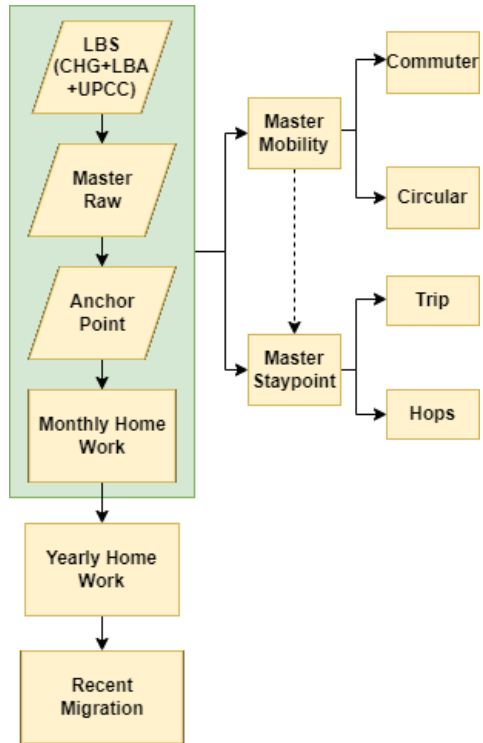 LBS
(CHG+LBA
+UPCC)
Master
Raw
Anchor
Point
Monthly Home
Work
Yearly Home
Work
Recent
Migration
Master
Mobility
Master
Staypoint
Commuter
Circular
Trip
Hops